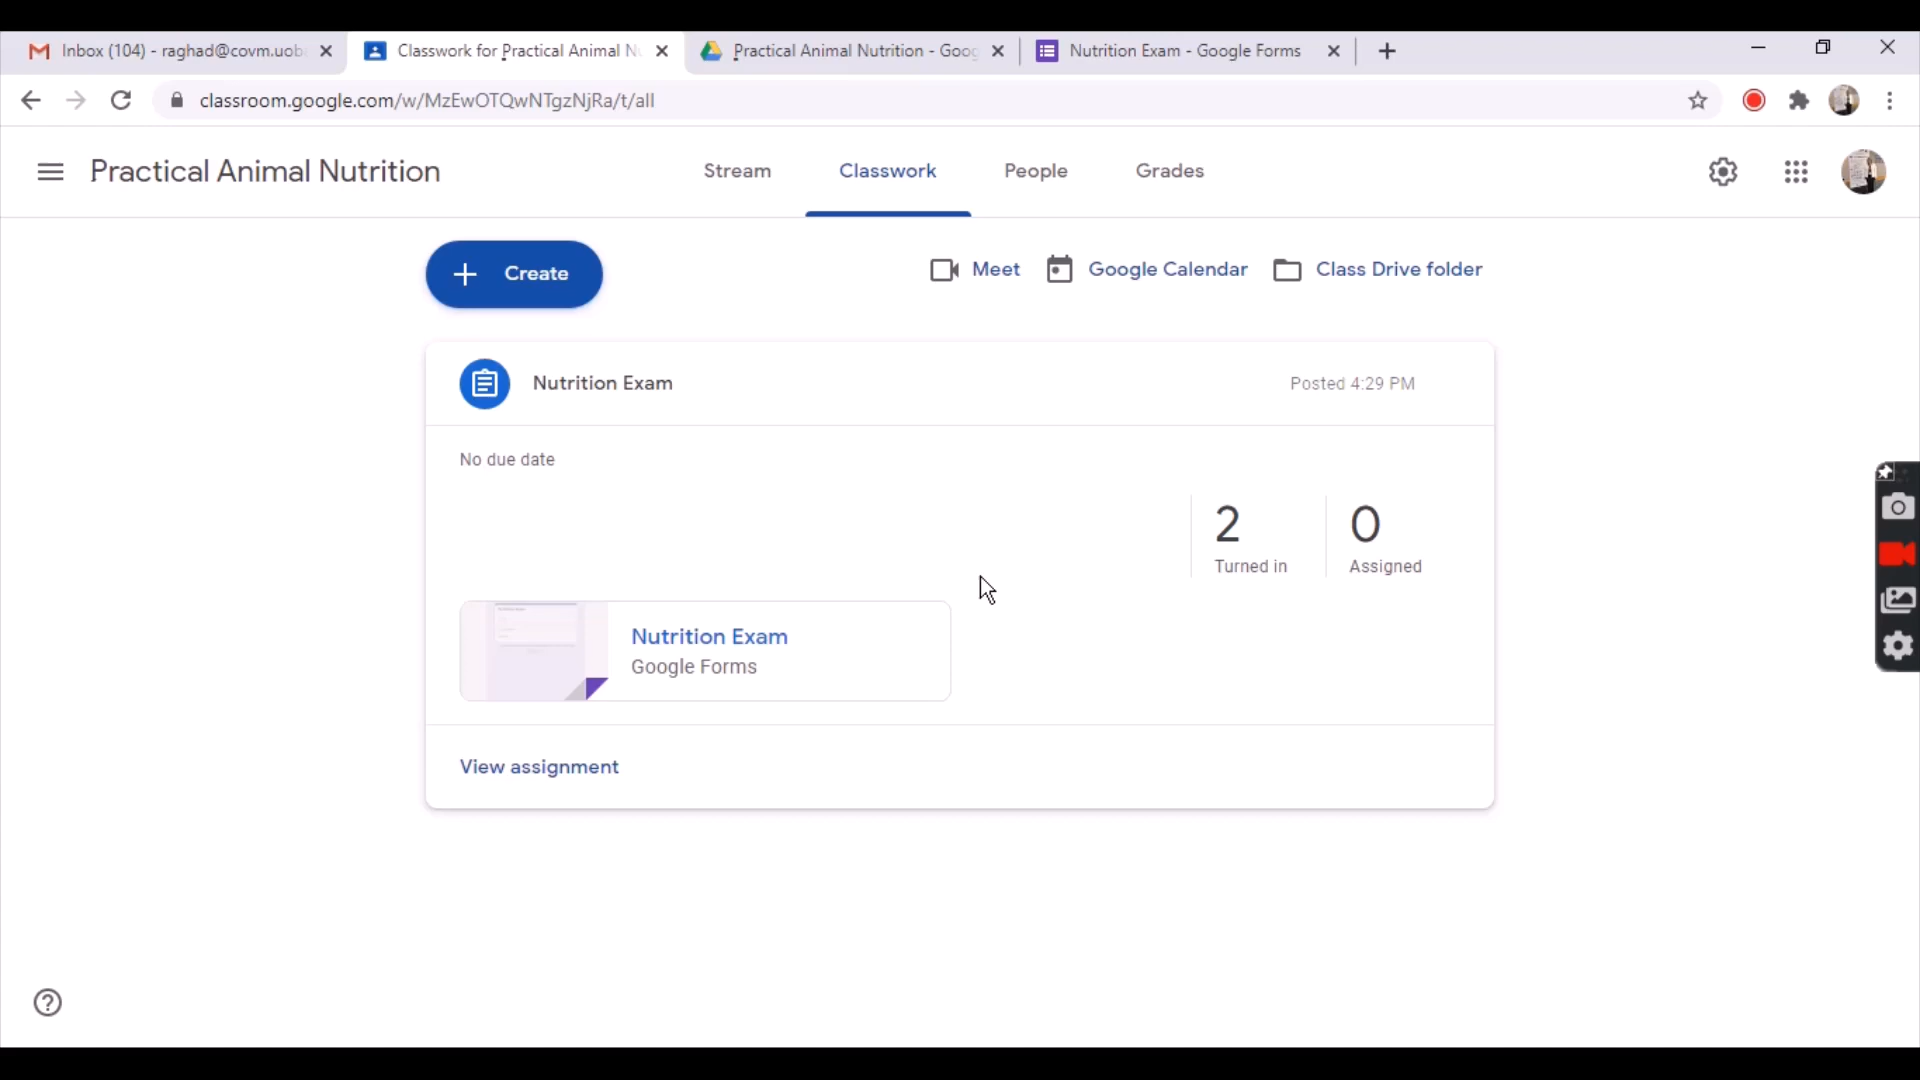 Inbox (104) - raghad@covm.uob
Classwork for Practical Animal N
Practical Animal Nutrition - Goog
Nutrition Exam - Google Forms
classroom.google.com/w/MzEwOTQwNTgzNjRa/t/all
Practical Animal Nutrition
Stream
Classwork
People
Grades
Create
Meet
Google Calendar
Class Drive folder
Nutrition Exam
Posted 4:29 PM
No due date
2
0
Turned in
Assigned
Nutrition Exam
Google Forms
View assignment